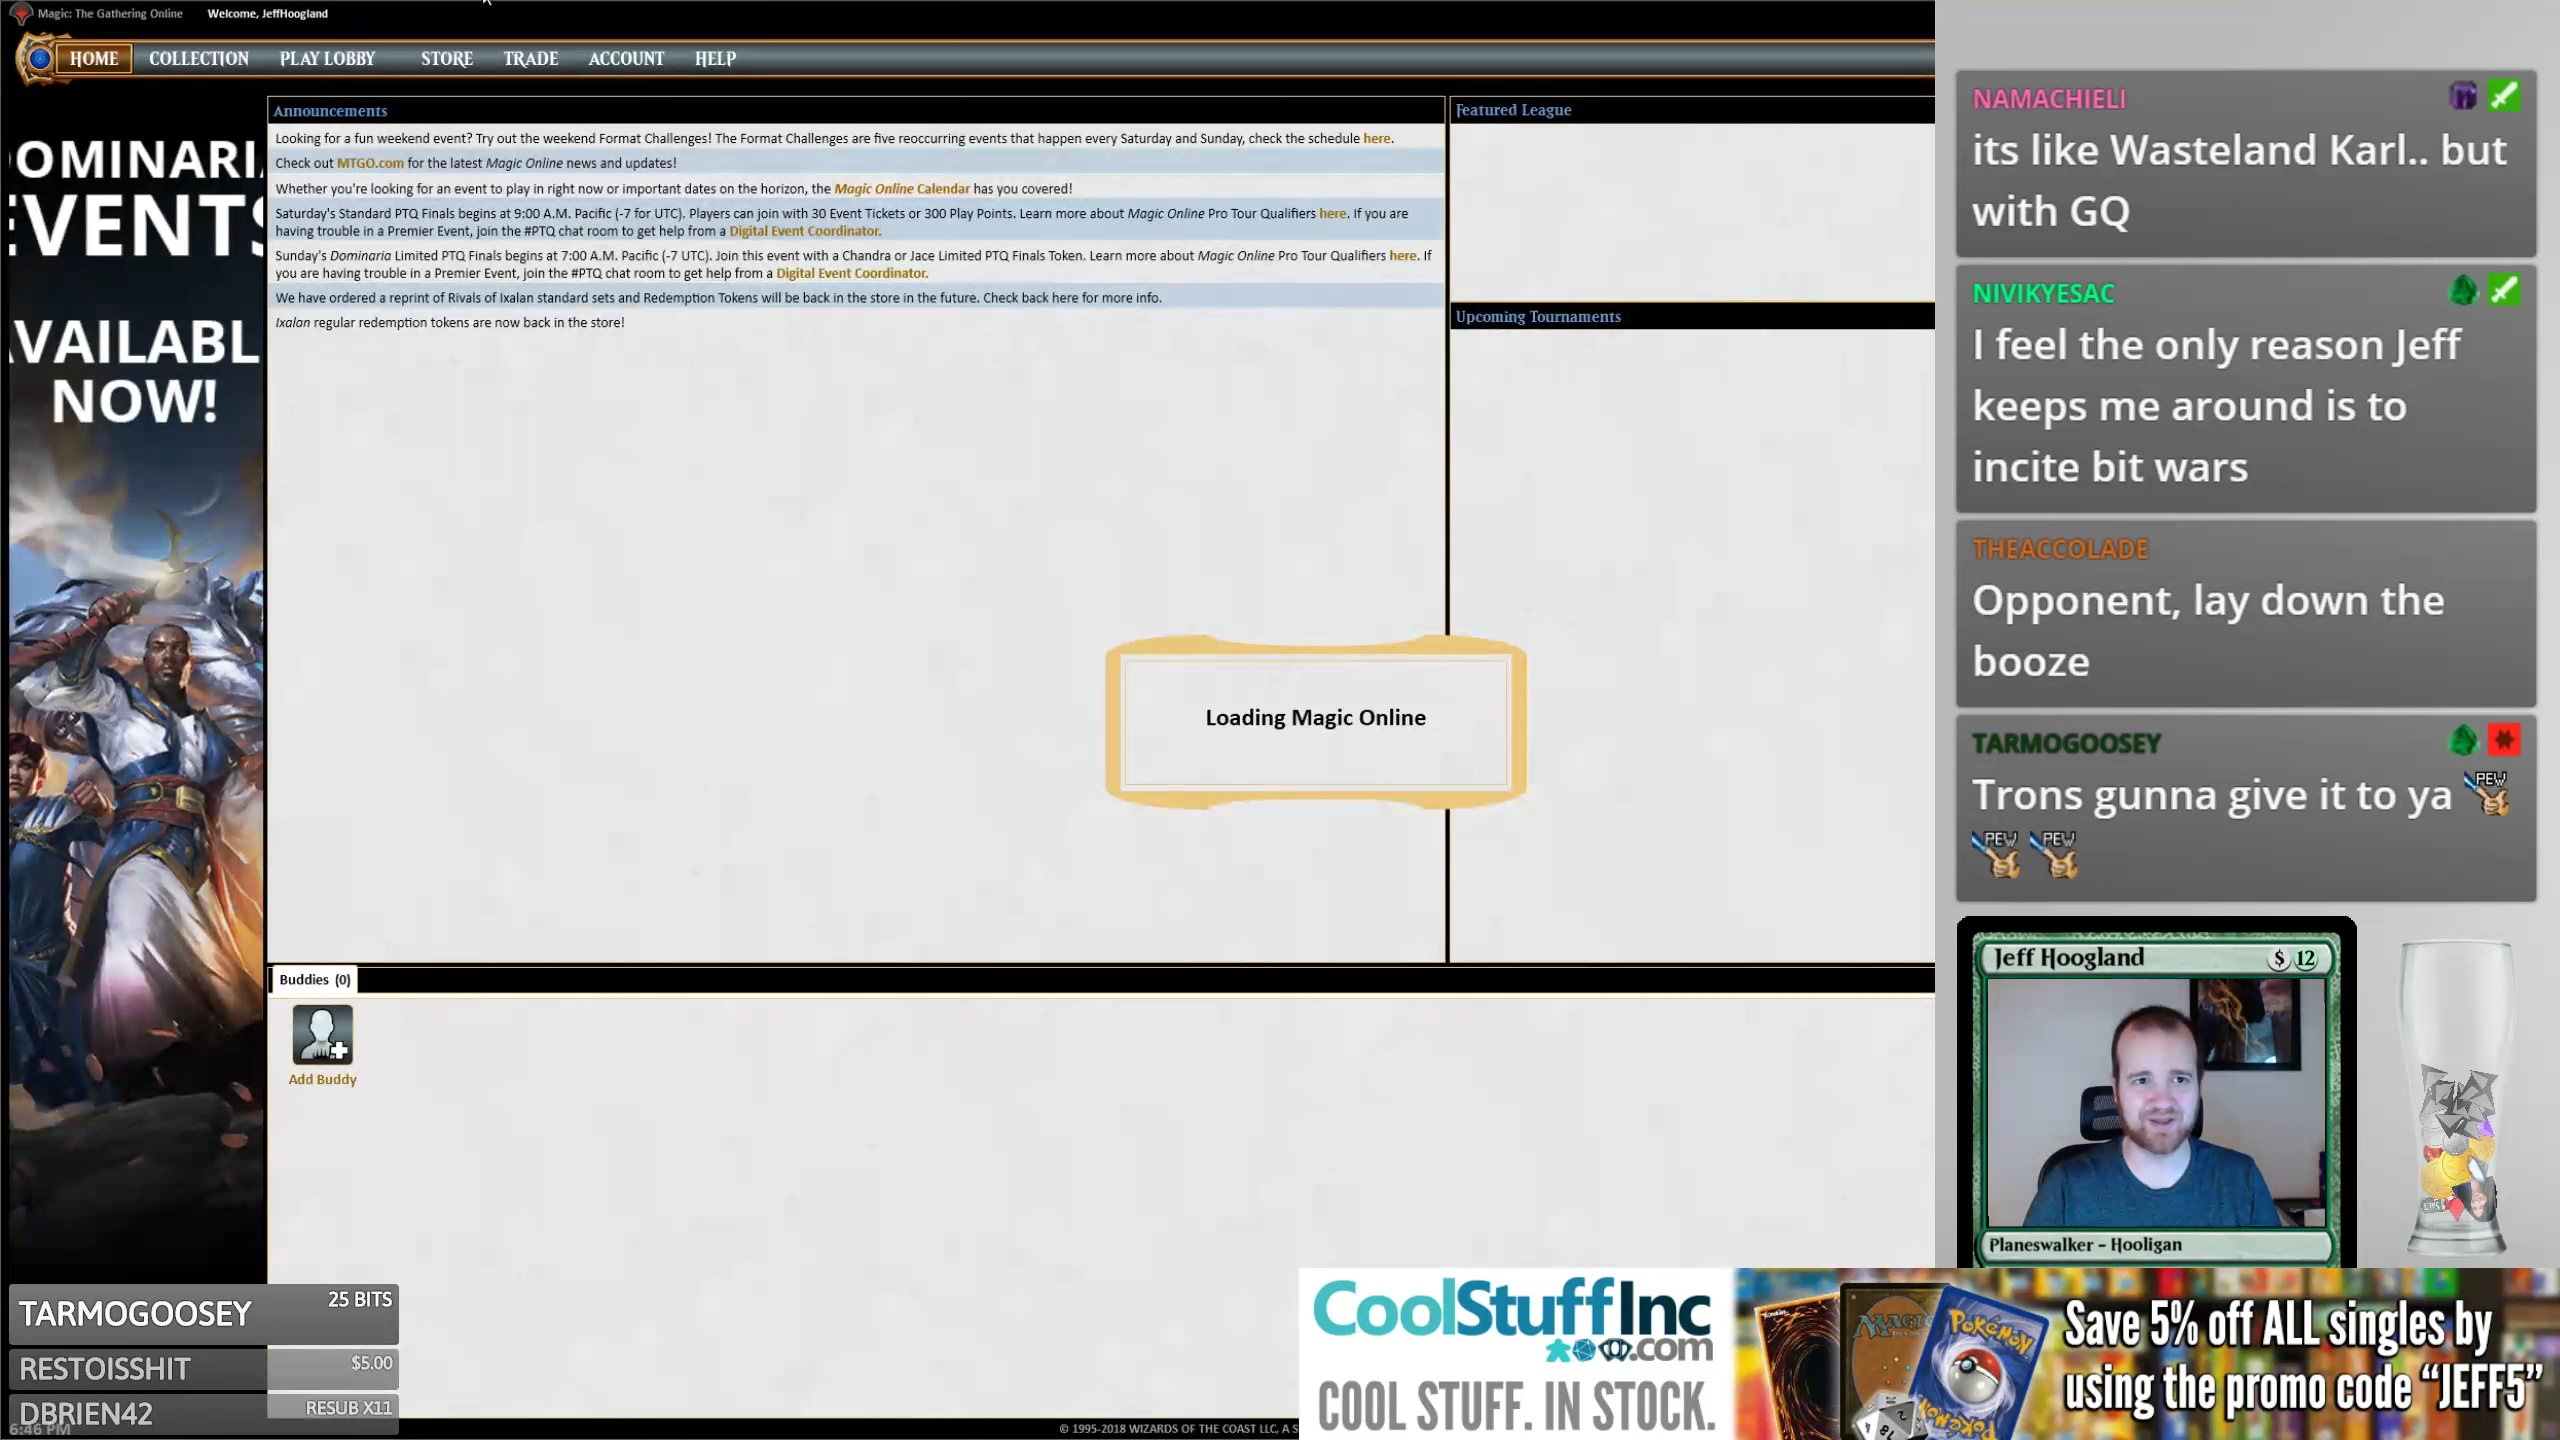 Magic: The Gathering Online
Welcome, JeffHoogland
HOME
COLLECTION
PLAY LOBBY
STORE
TRADE
ACCOUNT
HELP
OMINARI
EVENTS
AVAILABL
NOW!
Announcements
Looking for a fun weekend event? Try out the weekend Format Challenges! The Format Challenges are five reoccurring events that happen every Saturday and Sunday, check the schedule here.
Check out MTGO.com for the latest Magic Online news and updates!
Whether you're looking for an event to play in right now or important dates on the horizon, the Magic Online Calendar has you covered!
Saturday's Standard PTQ Finals begins at 9:00 A.M. Pacific (-7 for UTC). Players can join with 30 Event Tickets or 300 Play Points. Learn more about Magic Online Pro Tour Qualifiers here. If you are
having trouble in a Premier Event, join the #PTQ chat room to get help from a Digital Event Coordinator.
Sunday's Dominaria Limited PTQ Finals begins at 7:00 A.M. Pacific (-7 UTC). Join this event with a Chandra or Jace Limited PTQ Finals Token. Learn more about Magic Online Pro Tour Qualifiers here. If
you are having trouble in a Premier Event, join the #PTQ chat room to get help from a Digital Event Coordinator.
We have ordered a reprint of Rivals of Ixalan standard sets and Redemption Tokens will be back in the store in the future. Check back here for more info.
Ixalan regular redemption tokens are now back in the store!
Featured League
Upcoming Tournaments
Loading Magic Online
Buddies (0)
Add Buddy
NAMACHIELI
its like Wasteland Karl.. but
with GQ
NIVIKYESAC
I feel the only reason Jeff
keeps me around is to
incite bit wars
THEACCOLADE
Opponent, lay down the
booze
TARMOGOOSEY
Trons gunna give it to ya PEW
PEW PEW
Jeff Hoogland
$ 12
Planeswalker – Hooligan
TARMOGOOSEY
25 BITS
RESTOISSHIT
$5.00
DBRIEN42
RESUB X11
6:46 PM
© 1995-2018 WIZARDS OF THE COAST LLC, A S
CoolStuffInc
.com
COOL STUFF. IN STOCK.
MAGIC
POKéMON
Save 5% off ALL singles by
using the promo code “JEFF5”